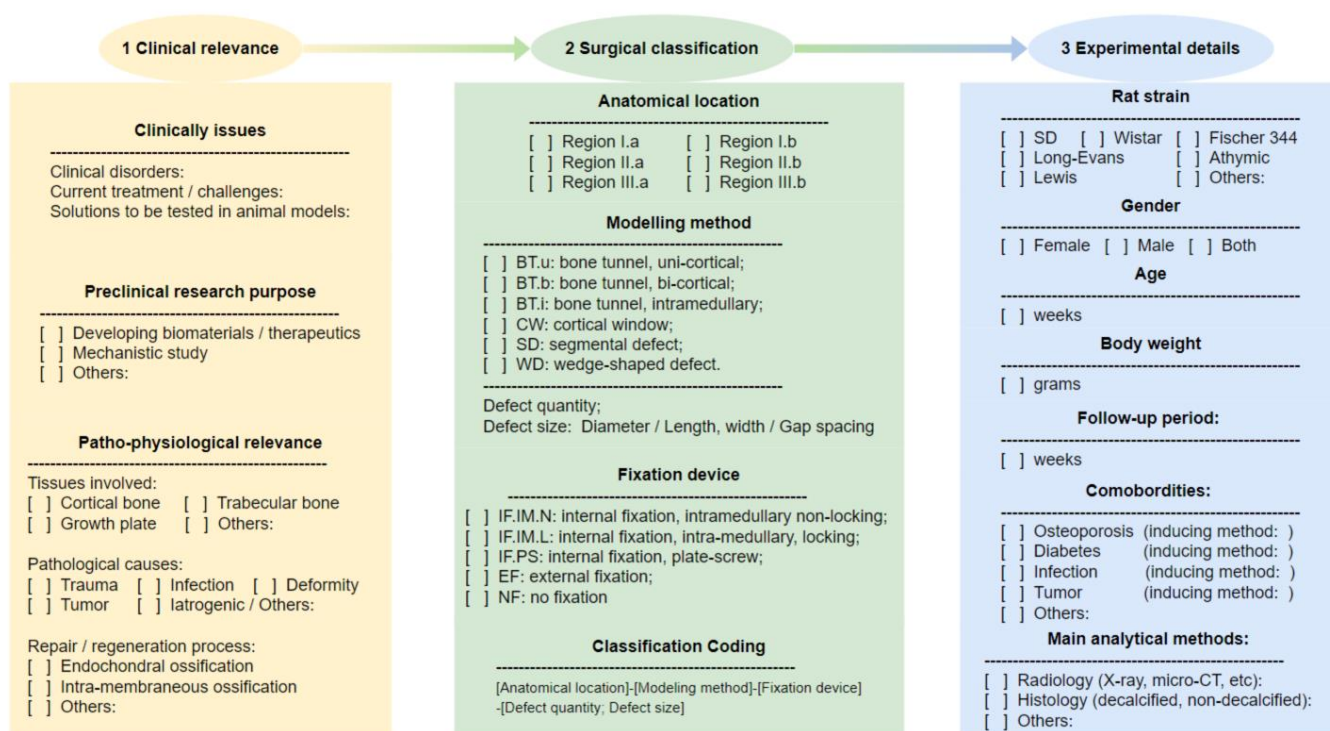 1 Clinical relevance
2 Surgical classification
3 Experimental details
Clinically issues
Clinical disorders:
Current treatment / challenges:
Solutions to be tested in animal models:
Preclinical research purpose
[ ] Developing biomaterials / therapeutics
[ ] Mechanistic study
[ ] Others:
Patho-physiological relevance
Tissues involved:
[ ] Cortical bone [ ] Trabecular bone
[ ] Growth plate [ ] Others:
Pathological causes:
[ ] Trauma [ ] Infection [ ] Deformity
[ ] Tumor [ ] Iatrogenic / Others:
Repair / regeneration process:
[ ] Endochondral ossification
[ ] Intra-membraneous ossification
[ ] Others:
Anatomical location
[ ] Region I.a [ ] Region I.b
[ ] Region II.a [ ] Region II.b
[ ] Region III.a [ ] Region III.b
Modelling method
[ ] BT.u: bone tunnel, uni-cortical;
[ ] BT.b: bone tunnel, bi-cortical;
[ ] BT.i: bone tunnel, intramedullary;
[ ] CW: cortical window;
[ ] SD: segmental defect;
[ ] WD: wedge-shaped defect.
Defect quantity;
Defect size: Diameter / Length, width / Gap spacing
Fixation device
[ ] IF.IM.N: internal fixation, intramedullary non-locking;
[ ] IF.IM.L: internal fixation, intra-medullary, locking;
[ ] IF.PS: internal fixation, plate-screw;
[ ] EF: external fixation;
[ ] NF: no fixation
Classification Coding
[Anatomical location]-[Modeling method]-[Fixation device]
-[Defect quantity; Defect size]
Rat strain
[ ] SD [ ] Wistar [ ] Fischer 344
[ ] Long-Evans [ ] Athymic
[ ] Lewis [ ] Others:
Gender
[ ] Female [ ] Male [ ] Both
Age
[ ] weeks
Body weight
[ ] grams
Follow-up period:
[ ] weeks
Comobordities:
[ ] Osteoporosis (inducing method: )
[ ] Diabetes (inducing method: )
[ ] Infection (inducing method: )
[ ] Tumor (inducing method: )
[ ] Others:
Main analytical methods:
[ ] Radiology (X-ray, micro-CT, etc):
[ ] Histology (decalcified, non-decalcified):
[ ] Others: